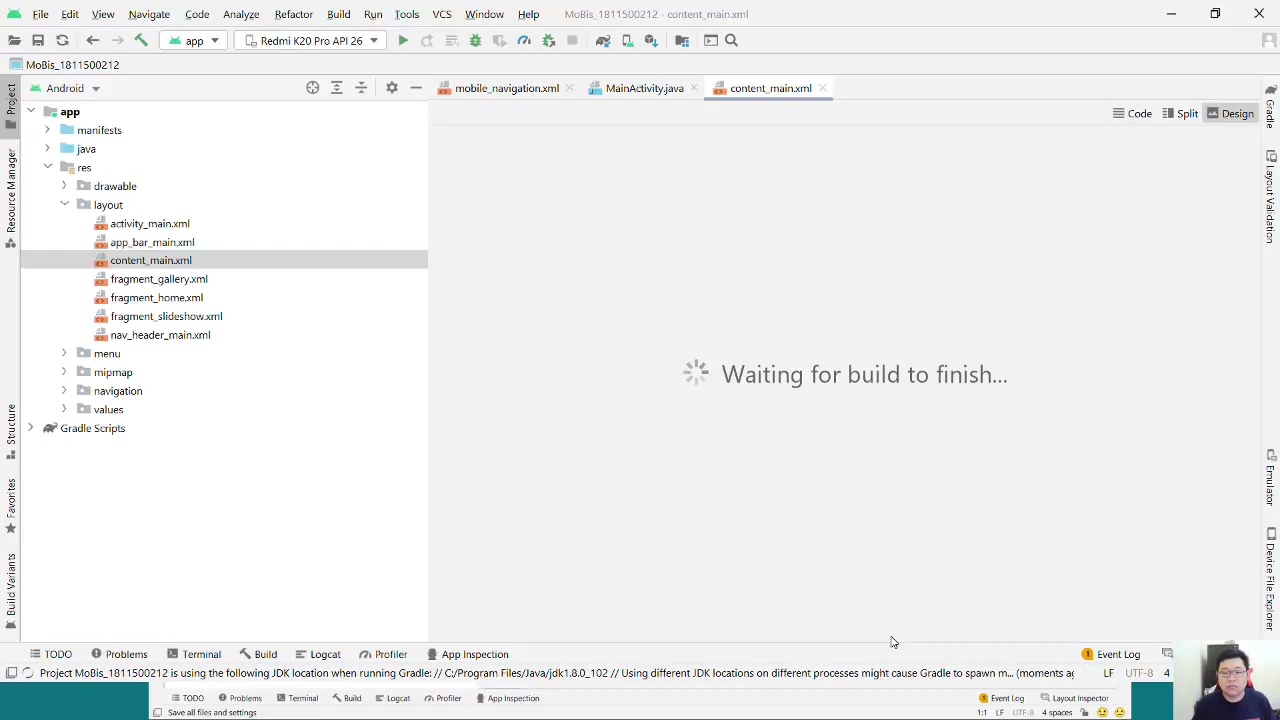 File Edit View Navigate Code Analyze Refactor Build Run Tools VCS Window Help MoBis_1811500212 - content_main.xml
app Redmi K20 Pro API 26
MoBis_1811500212
Android
mobile_navigation.xml MainActivity.java content_main.xml
Code Split Design
app
manifests
java
res
drawable
layout
activity_main.xml
app_bar_main.xml
content_main.xml
fragment_gallery.xml
fragment_home.xml
fragment_slideshow.xml
nav_header_main.xml
menu
mipmap
navigation
values
Gradle Scripts
Waiting for build to finish...
Project
Resource Manager
Structure
Favorites
Build Variants
Gradle
Layout Validation
Emulator
Device File Explorer
TODO Problems Terminal Build Logcat Profiler App Inspection 1 Event Log
Project MoBis_1811500212 is using the following JDK location when running Gradle: // C:/Program Files/Java/jdk1.8.0_102 // Using different JDK locations on different processes might cause Gradle to spawn m... (moments ag LF UTF-8 4
TODO Problems Terminal Build Logcat Profiler App Inspection Event Log Layout Inspector
Save all files and settings 1:1 LF UTF-8 4 spaces